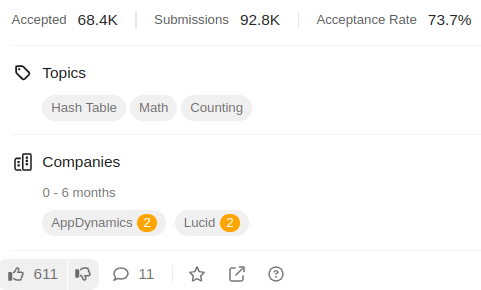 Accepted 68.4K Submissions 92.8K Acceptance Rate 73.7%
Topics
Hash Table Math Counting
Companies
0 - 6 months
AppDynamics 2 Lucid 2
611 11